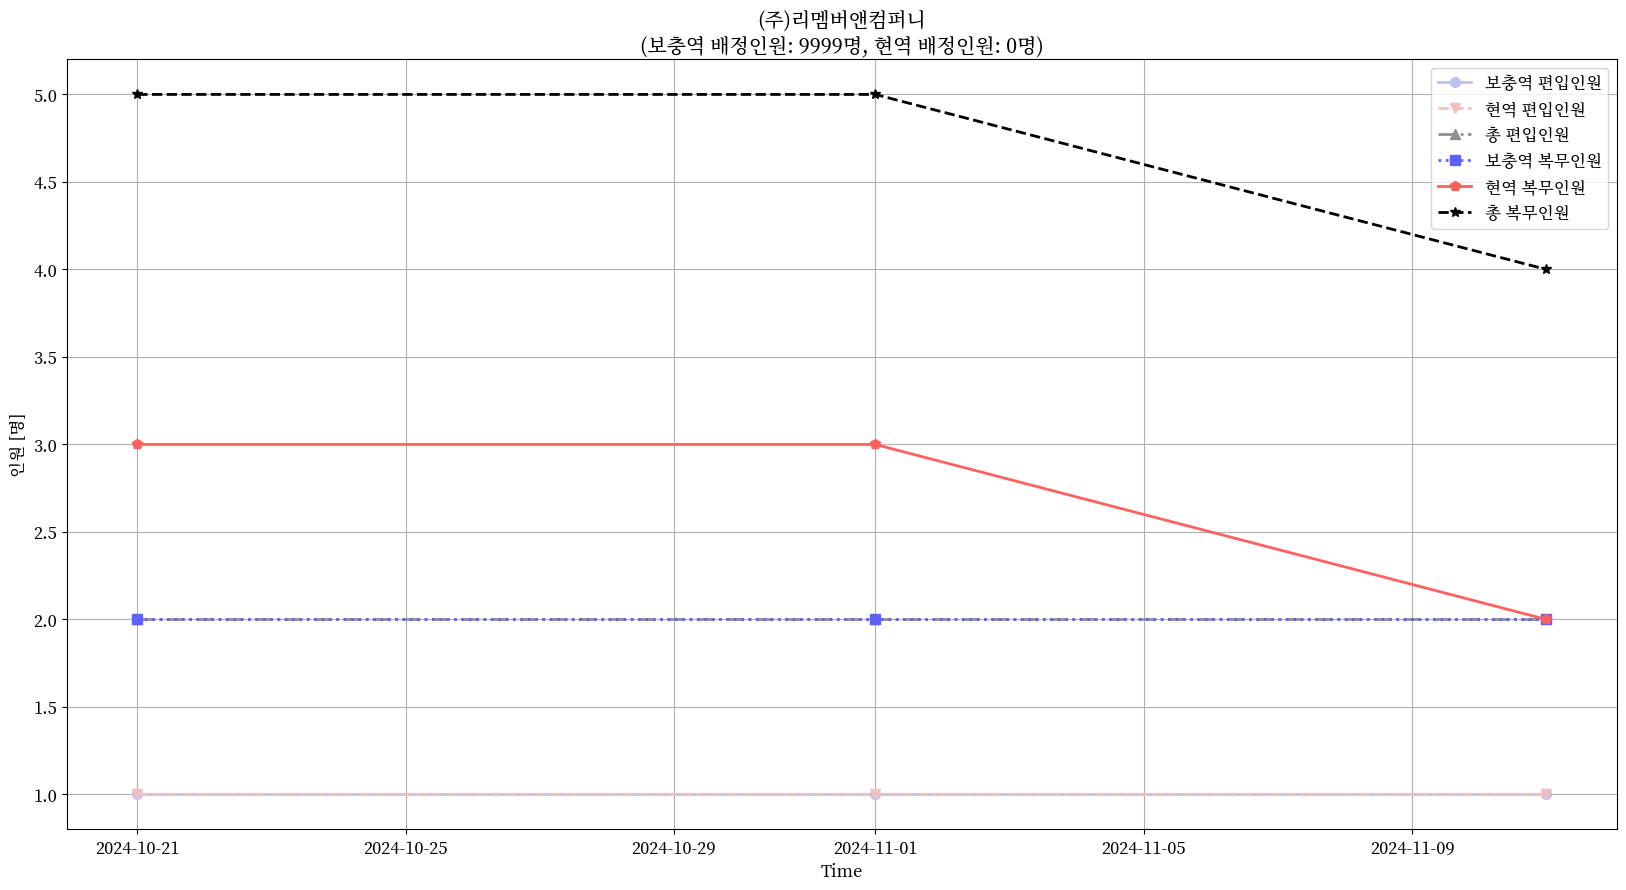 (주)리멤버앤컴퍼니
(보충역 배정인원: 9999명, 현역 배정인원: 0명)
보충역 편입인원
현역 편입인원
총 편입인원
보충역 복무인원
현역 복무인원
총 복무인원
인원 [명]
5.0
4.5
4.0
3.5
3.0
2.5
2.0
1.5
1.0
2024-10-21 2024-10-25 2024-10-29 2024-11-01 2024-11-05 2024-11-09
Time